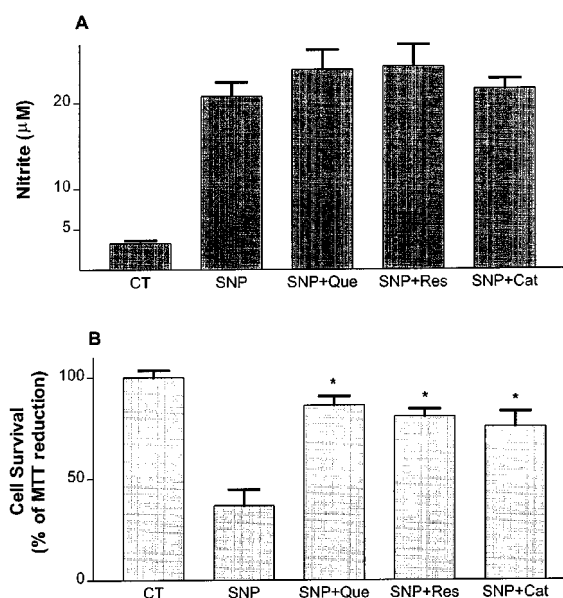 A
Nitrite (µM)
20
10
5
CT SNP SNP+Que SNP+Res SNP+Cat
B
Cell Survival
(% of MTT reduction)
100
50
0
* * *
CT SNP SNP+Que SNP+Res SNP+Cat